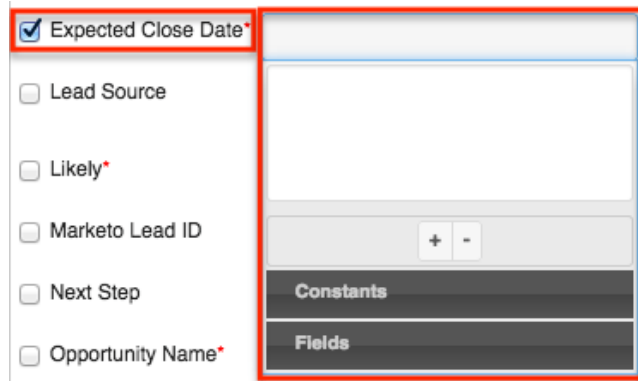 Expected Close Date*
Lead Source
Likely*
Marketo Lead ID
+ -
Next Step
Constants
Fields
Opportunity Name*